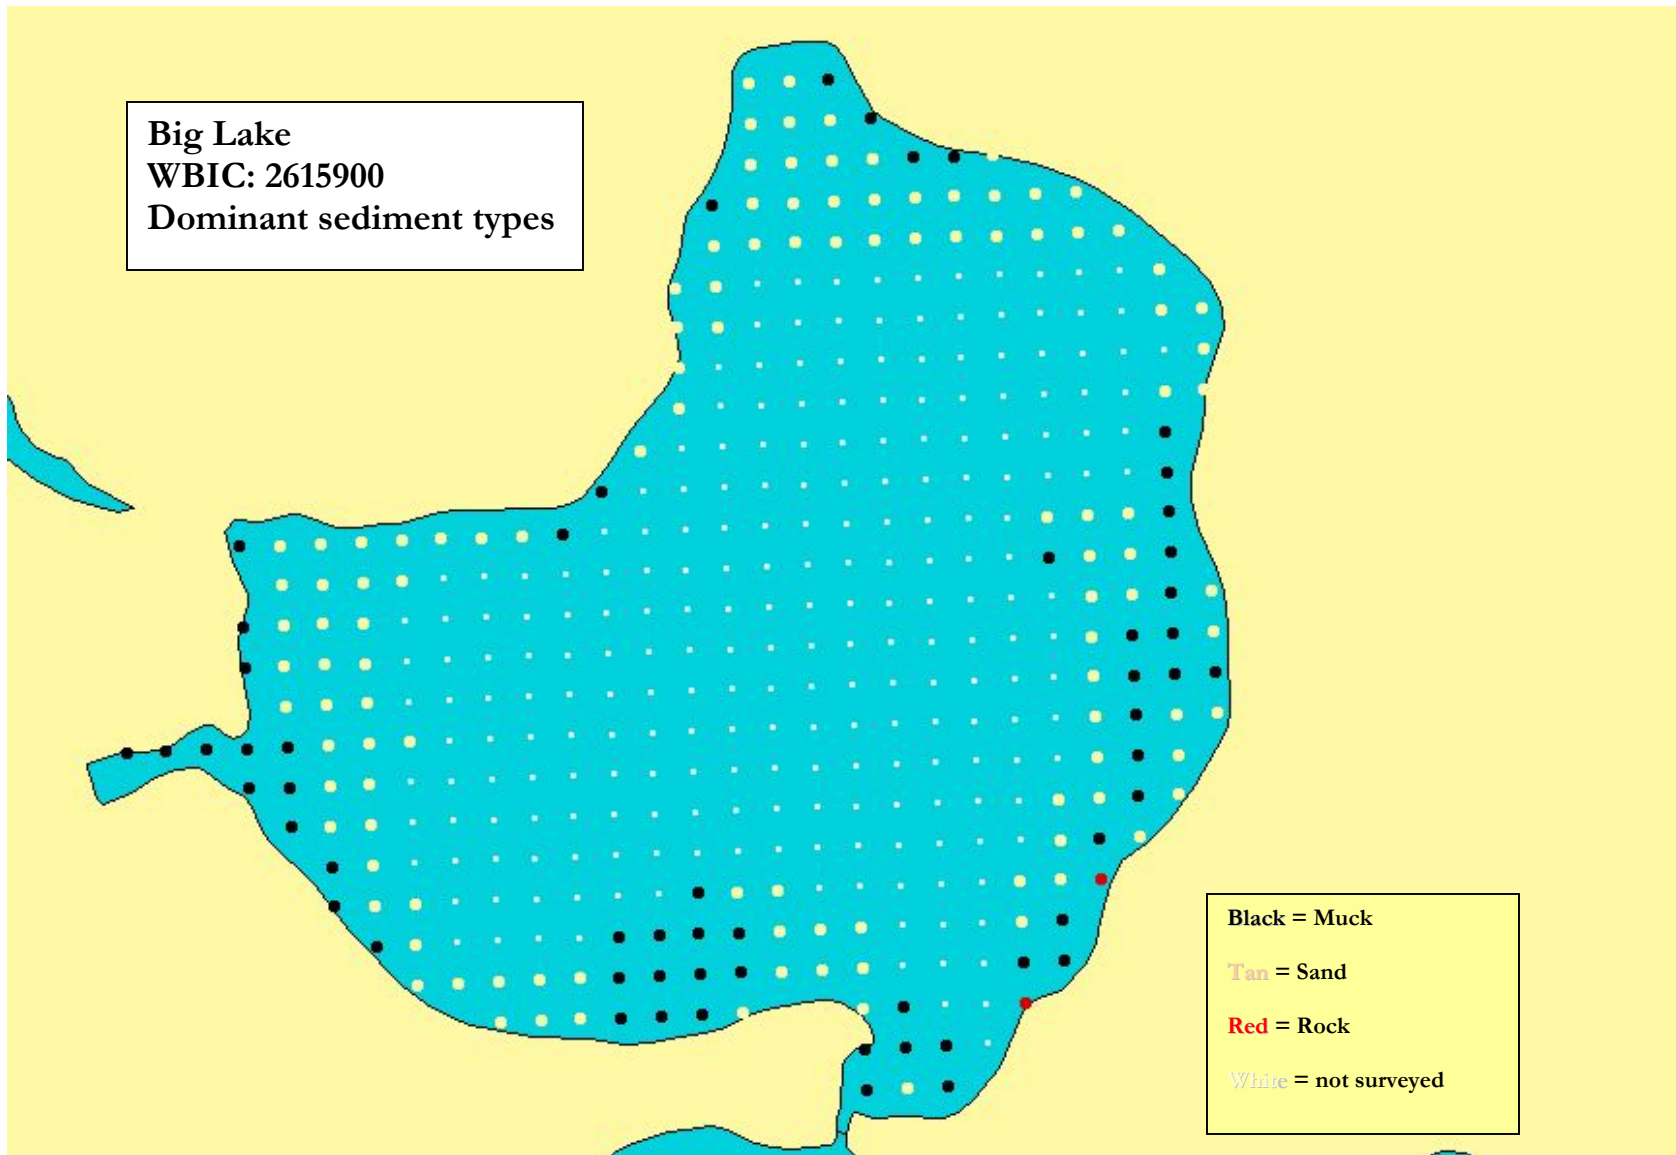 Big Lake
WBIC: 2615900
Dominant sediment types
Black = Muck
Tan = Sand
Red = Rock
White = not surveyed